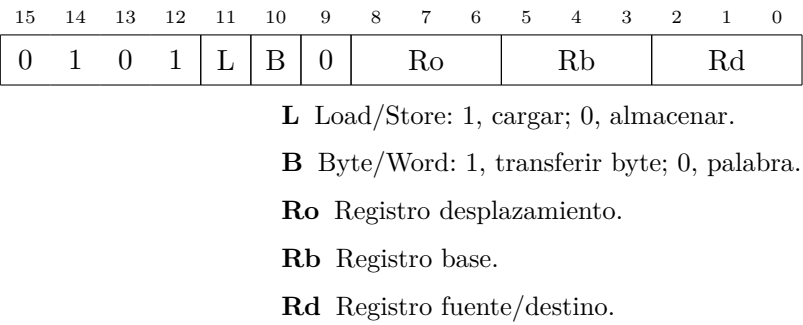 15 14 13 12 11 10 9 8 7 6 5 4 3 2 1 0
0 1 0 1 L B 0 Ro Rb Rd
L Load/Store: 1, cargar; 0, almacenar.
B Byte/Word: 1, transferir byte; 0, palabra.
Ro Registro desplazamiento.
Rb Registro base.
Rd Registro fuente/destino.